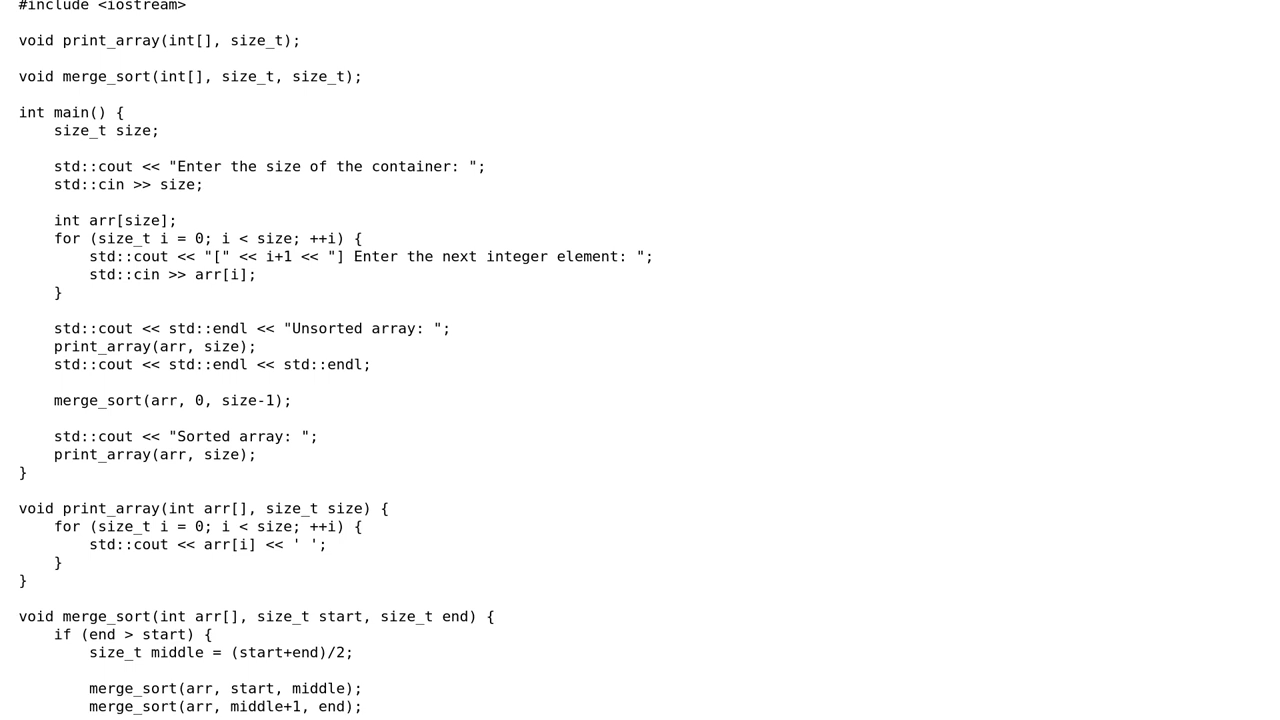 #include <iostream>
void print_array(int[], size_t);
void merge_sort(int[], size_t, size_t);
int main() {
    size_t size;
    std::cout << "Enter the size of the container: ";
    std::cin >> size;
    int arr[size];
    for (size_t i = 0; i < size; ++i) {
        std::cout << "[" << i+1 << "] Enter the next integer element: ";
        std::cin >> arr[i];
    }
    std::cout << std::endl << "Unsorted array: ";
    print_array(arr, size);
    std::cout << std::endl << std::endl;
    merge_sort(arr, 0, size-1);
    std::cout << "Sorted array: ";
    print_array(arr, size);
}
void print_array(int arr[], size_t size) {
    for (size_t i = 0; i < size; ++i) {
        std::cout << arr[i] << ' ';
    }
}
void merge_sort(int arr[], size_t start, size_t end) {
    if (end > start) {
        size_t middle = (start+end)/2;
        merge_sort(arr, start, middle);
        merge_sort(arr, middle+1, end);